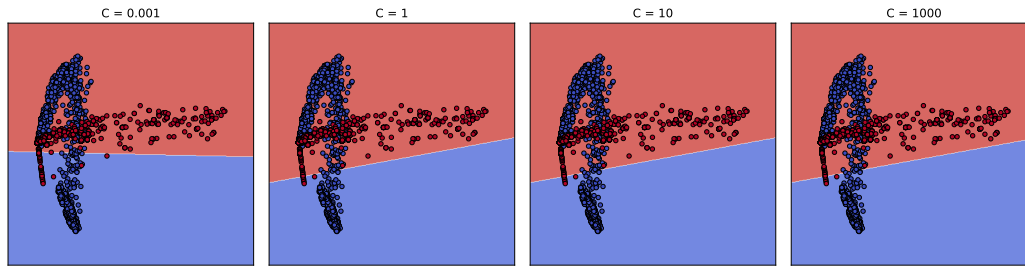 C = 0.001
C = 1
C = 10
C = 1000